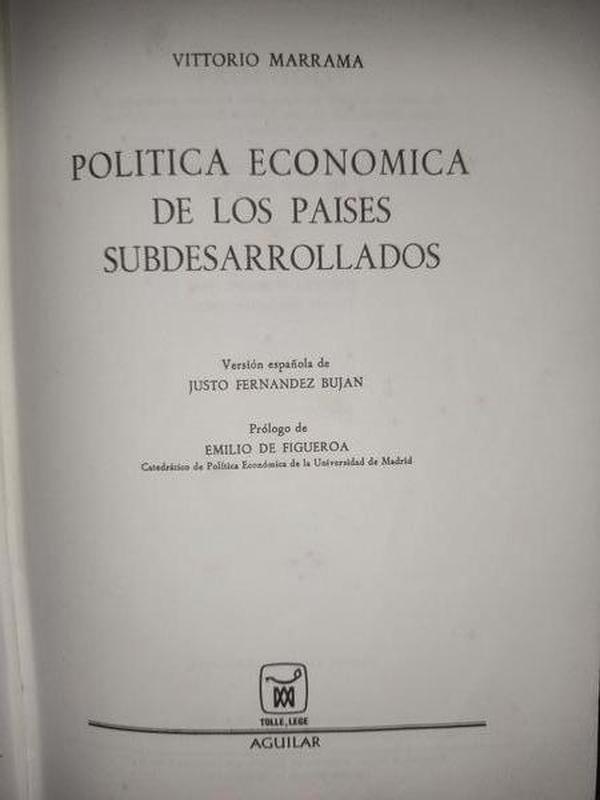 VITTORIO MARRAMA
POLITICA ECONOMICA
DE LOS PAISES
SUBDESARROLLADOS
Versión española de
JUSTO FERNANDEZ BUJAN
Prólogo de
EMILIO DE FIGUEROA
Catedrático de Política Económica de la Universidad de Madrid
TOLLE, LEGE
AGUILAR